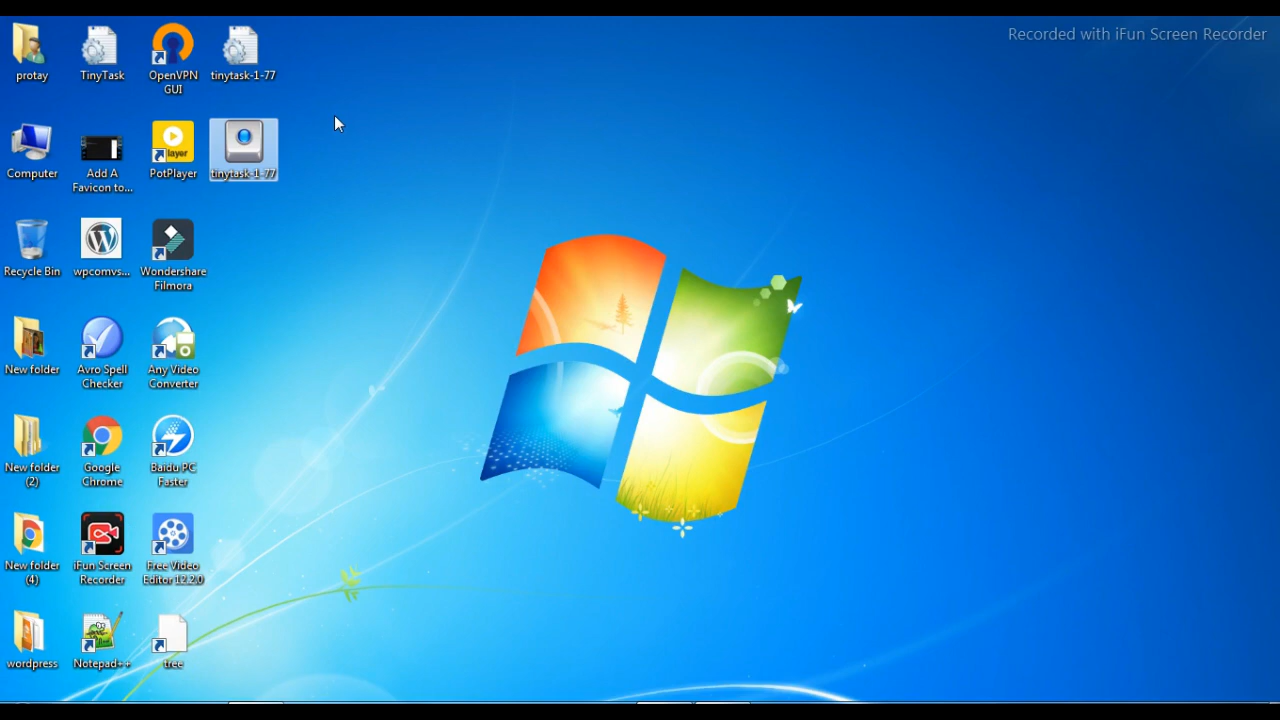 Recorded with iFun Screen Recorder
protay
TinyTask
OpenVPN
GUI
tinytask-1-77
Computer
Add A
Favicon to...
PotPlayer
layer
tinytask-1-77
Recycle Bin
wpcomvs...
Wondershare
Filmora
New folder
Avro Spell
Checker
Any Video
Converter
New folder
(2)
Google
Chrome
Baidu PC
Faster
New folder
(4)
iFun Screen
Recorder
Free Video
Editor 12.2.0
wordpress
Notepad++
tree